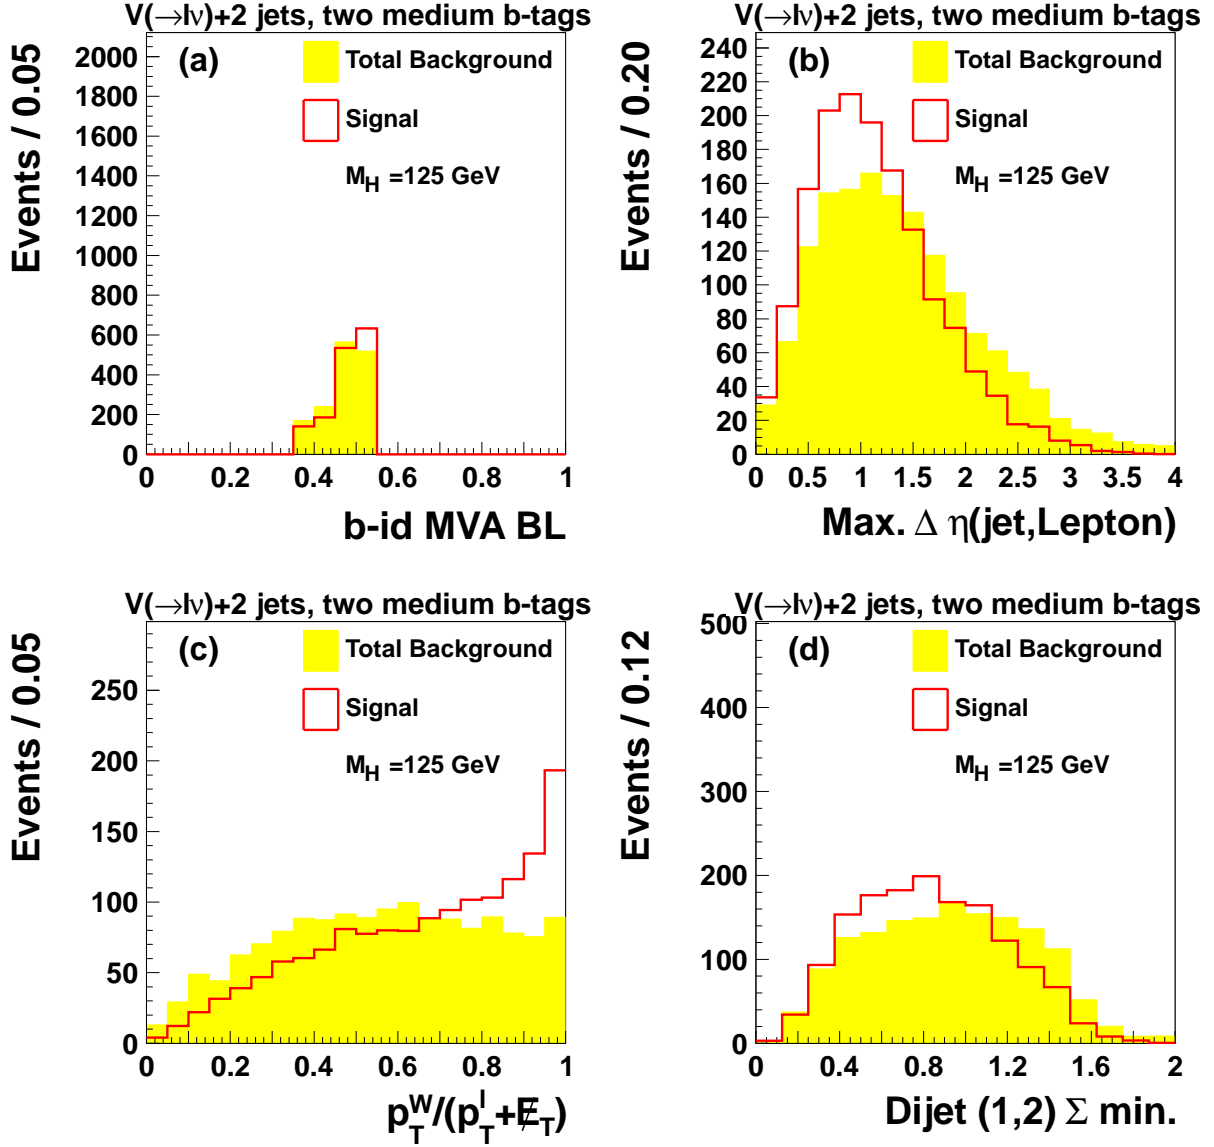 V(→lν)+2 jets, two medium b-tags
Events / 0.05
(a)
Total Background
Signal
M_H =125 GeV
2000
1800
1600
1400
1200
1000
800
600
400
200
0
0 0.2 0.4 0.6 0.8 1
b-id MVA BL
V(→lν)+2 jets, two medium b-tags
Events / 0.20
(b)
Total Background
Signal
M_H =125 GeV
240
220
200
180
160
140
120
100
80
60
40
20
0
0 0.5 1 1.5 2 2.5 3 3.5 4
Max. Δ η(jet,Lepton)
V(→lν)+2 jets, two medium b-tags
Events / 0.05
(c)
Total Background
Signal
M_H =125 GeV
250
200
150
100
50
0
0 0.2 0.4 0.6 0.8 1
p_T^W/(p_T^l+E̸_T)
V(→lν)+2 jets, two medium b-tags
Events / 0.12
(d)
Total Background
Signal
M_H =125 GeV
500
400
300
200
100
0
0 0.4 0.8 1.2 1.6 2
Dijet (1,2) Σ min.